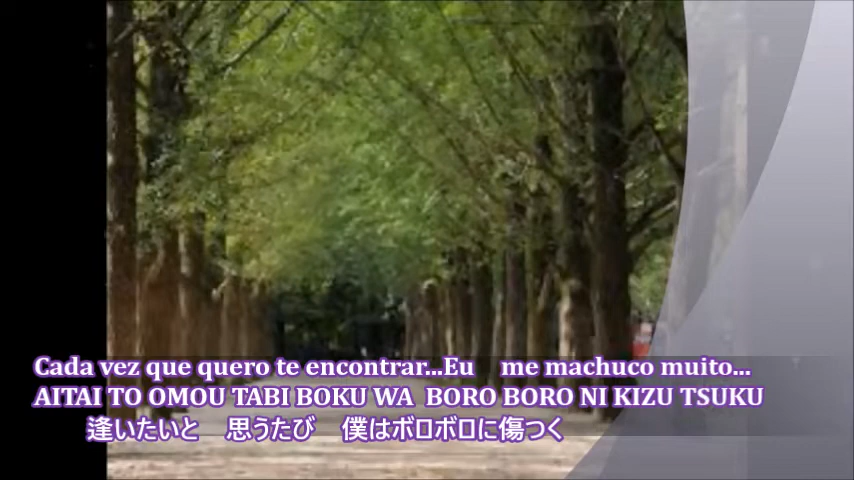 Cada vez que quero te encontrar...Eu me machuco muito...
AITAI TO OMOU TABI BOKU WA BORO BORO NI KIZU TSUKU
逢いたいと 思うたび 僕はボロボロに傷つく